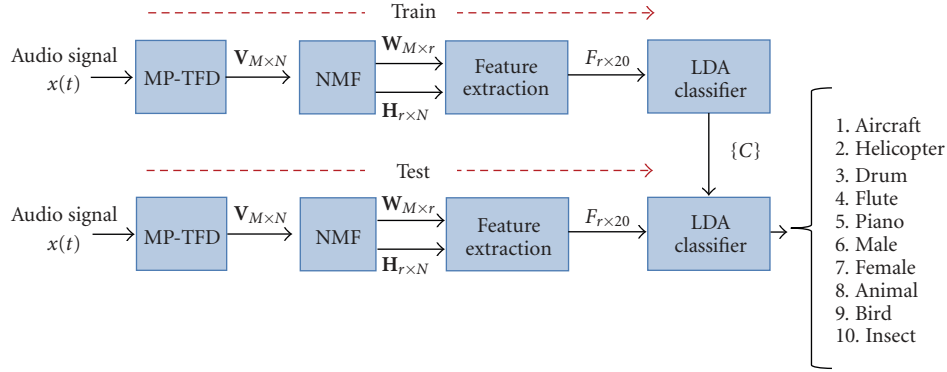 Train
Audio signal
x(t)
MP-TFD
V_{M×N}
NMF
W_{M×r}
H_{r×N}
Feature
extraction
F_{r×20}
LDA
classifier
{C}
Test
Audio signal
x(t)
MP-TFD
V_{M×N}
NMF
W_{M×r}
H_{r×N}
Feature
extraction
F_{r×20}
LDA
classifier
1. Aircraft
2. Helicopter
3. Drum
4. Flute
5. Piano
6. Male
7. Female
8. Animal
9. Bird
10. Insect